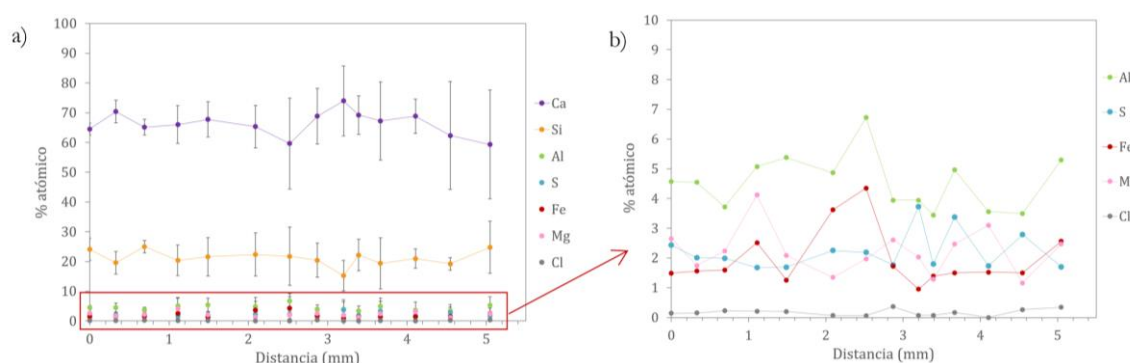 a)
100
90
80
70
60
50
40
30
20
10
0
% atómico
0 1 2 3 4 5
Distancia (mm)
Ca
Si
Al
S
Fe
Mg
Cl
b)
10
9
8
7
6
5
4
3
2
1
0
% atómico
0 1 2 3 4 5
Distancia (mm)
Al
S
Fe
M
Cl